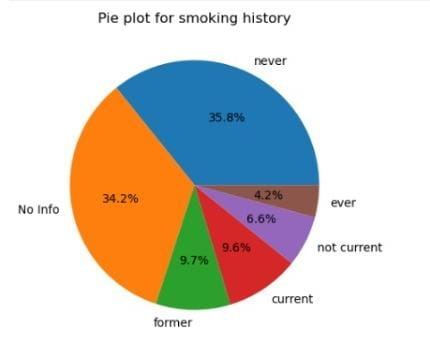 Pie plot for smoking history
never
35.8%
No Info
34.2%
4.2%
ever
6.6%
not current
9.6%
9.7%
current
former